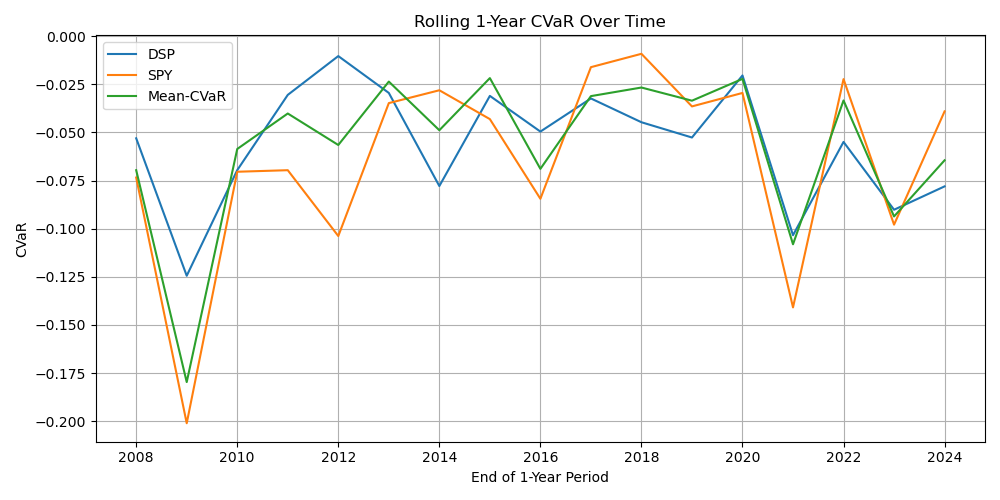 Rolling 1-Year CVaR Over Time
DSP
SPY
Mean-CVaR
CVaR
0.000
−0.025
−0.050
−0.075
−0.100
−0.125
−0.150
−0.175
−0.200
2008 2010 2012 2014 2016 2018 2020 2022 2024
End of 1-Year Period